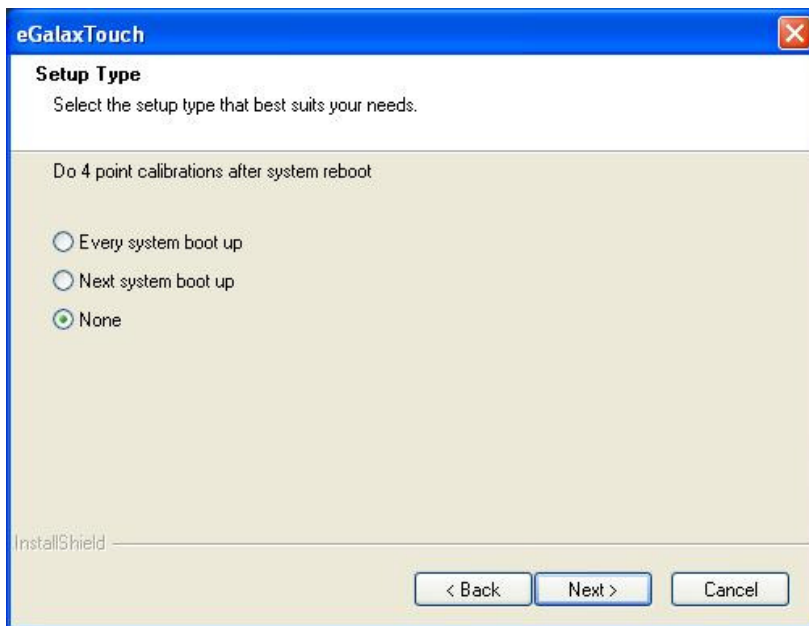 eGalaxTouch
Setup Type
Select the setup type that best suits your needs.
Do 4 point calibrations after system reboot
Every system boot up
Next system boot up
None
InstallShield
< Back Next > Cancel